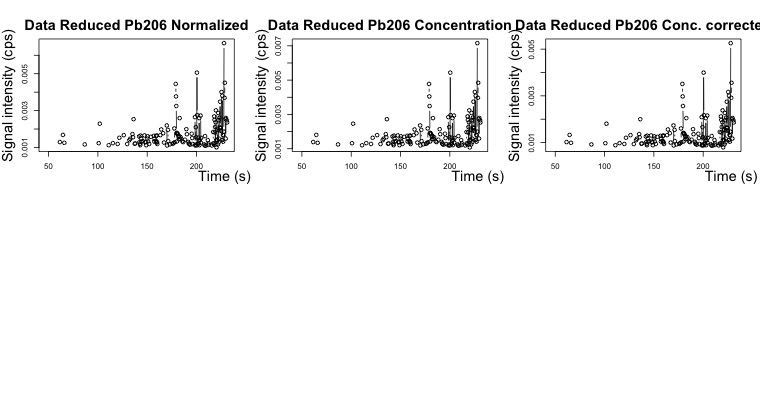 Data Reduced Pb206 Normalized
Signal intensity (cps)
0.005
0.003
0.001
50 100 150 200
Time (s)
Data Reduced Pb206 Concentration
Signal intensity (cps)
0.007
0.005
0.003
0.001
50 100 150 200
Time (s)
Data Reduced Pb206 Conc. correcte
Signal intensity (cps)
0.005
0.003
0.001
50 100 150 200
Time (s)